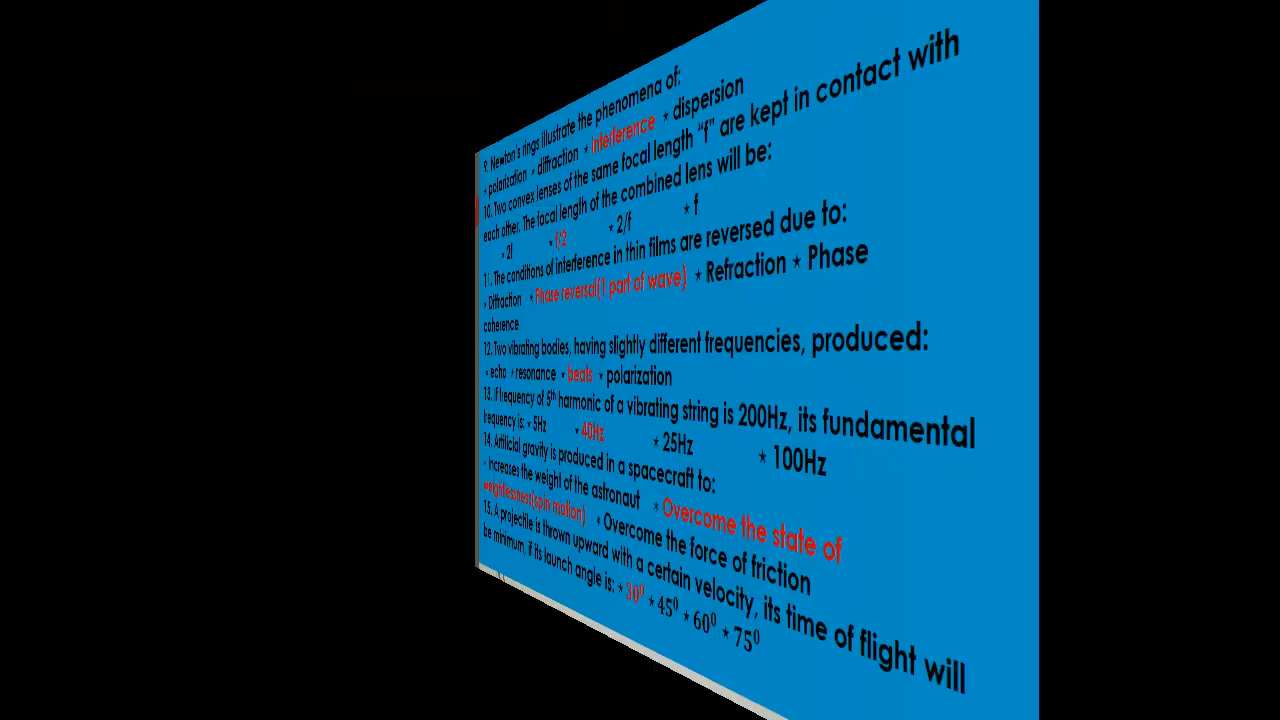 9. Newton's rings illustrate the phenomena of:
* polarization * diffraction * interference * dispersion
10. Two convex lenses of the same focal length "f" are kept in contact with
each other. The focal length of the combined lens will be:
* 2f * f/2 * 2/f * f
11. The conditions of interference in thin films are reversed due to:
* Diffraction * Phase reversal(1 part of wave) * Refraction * Phase
coherence
12. Two vibrating bodies, having slightly different frequencies, produced:
* echo * resonance * beats * polarization
13. If frequency of 5th harmonic of a vibrating string is 200Hz, its fundamental
frequency is: * 5Hz * 40Hz * 25Hz * 100Hz
14. Artificial gravity is produced in a spacecraft to:
* Increases the weight of the astronaut * Overcome the state of
weightlessness(spin motion) * Overcome the force of friction
15. A projectile is thrown upward with a certain velocity, its time of flight will
be minimum, if its launch angle is: * 30⁰ * 45⁰ * 60⁰ * 75⁰